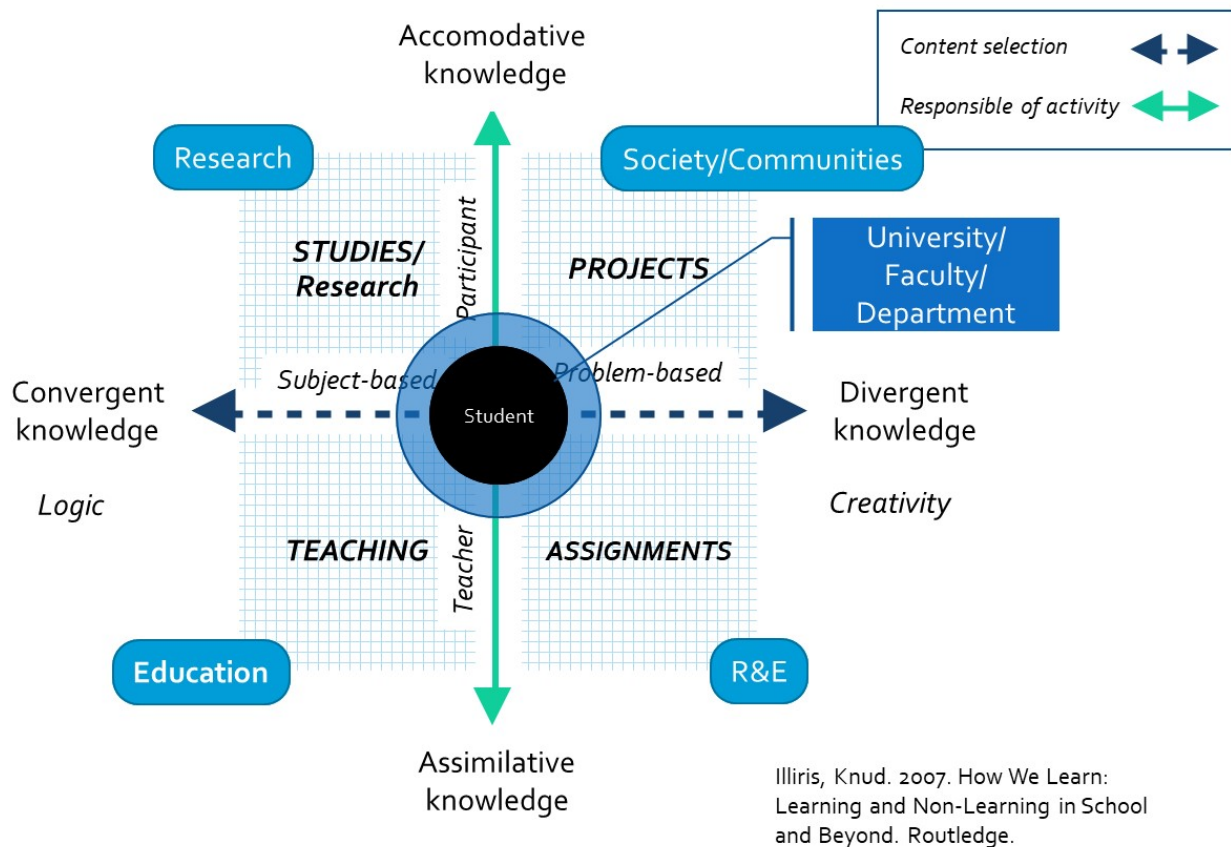 Accomodative
knowledge
Content selection
Responsible of activity
Research
Society/Communities
STUDIES/
Research
Participant
PROJECTS
University/
Faculty/
Department
Convergent
knowledge
Subject-based
Student
Problem-based
Divergent
knowledge
Logic
Creativity
TEACHING
Teacher
ASSIGNMENTS
Education
R&E
Assimilative
knowledge
Illiris, Knud. 2007. How We Learn:
Learning and Non-Learning in School
and Beyond. Routledge.